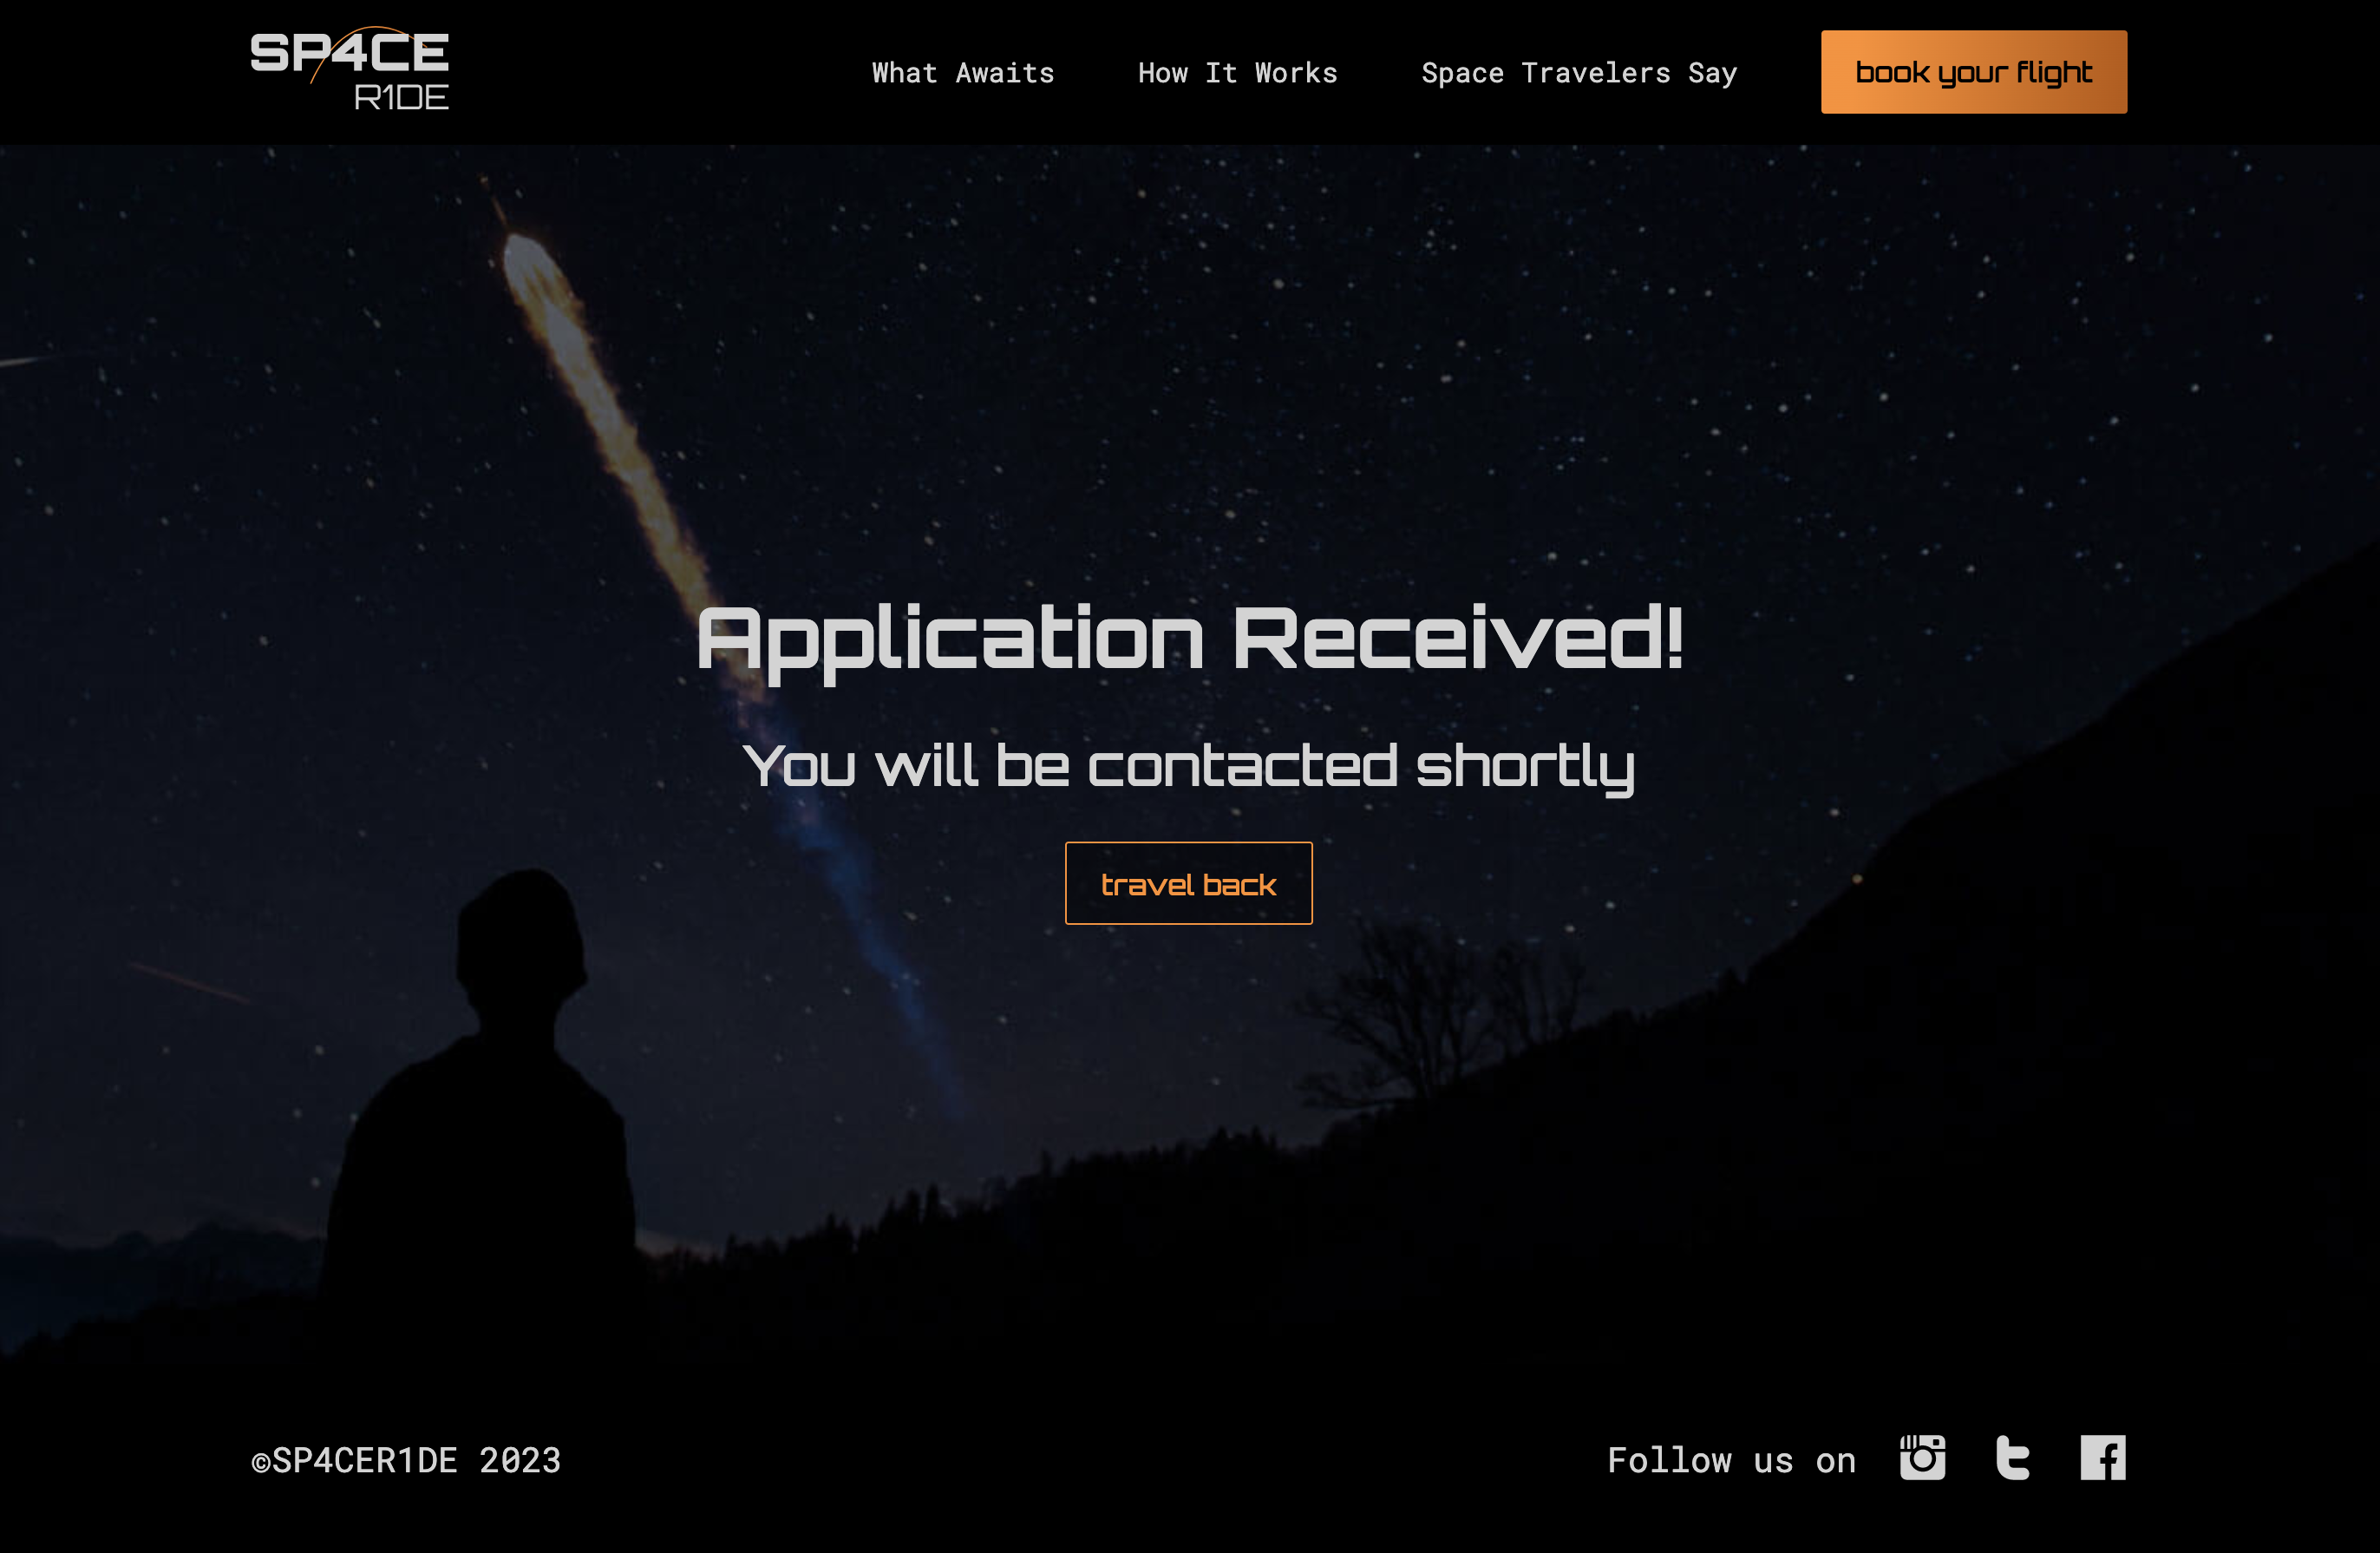 SP4CE
R1DE
What Awaits
How It Works
Space Travelers Say
book your flight
Application Received!
You will be contacted shortly
travel back
©SP4CER1DE 2023
Follow us on